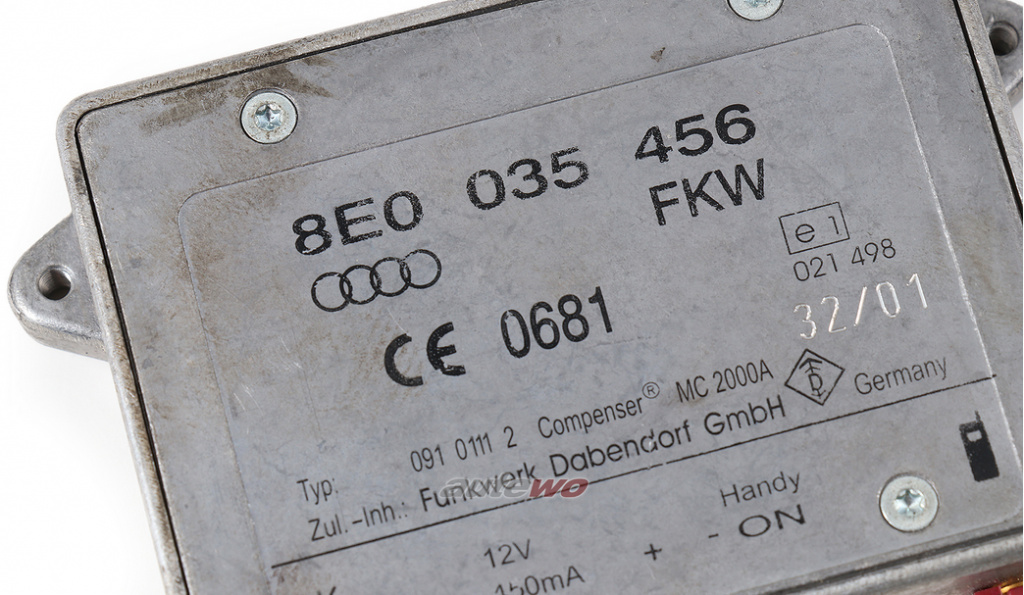 8E0 035 456
FKW
e 1
021 498
CE 0681
32/01
Typ: 091 0111 2 Compenser® MC 2000A
Zul.-Inh.: Funkwerk Dabendorf GmbH Germany
Handy
12V + - ON
450mA